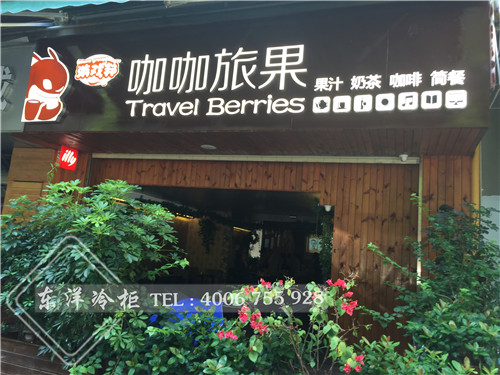 咖咖旅果
Travel Berries
果汁 奶茶 咖啡 简餐
illy
东洋冷柜 TEL:4006 755 928